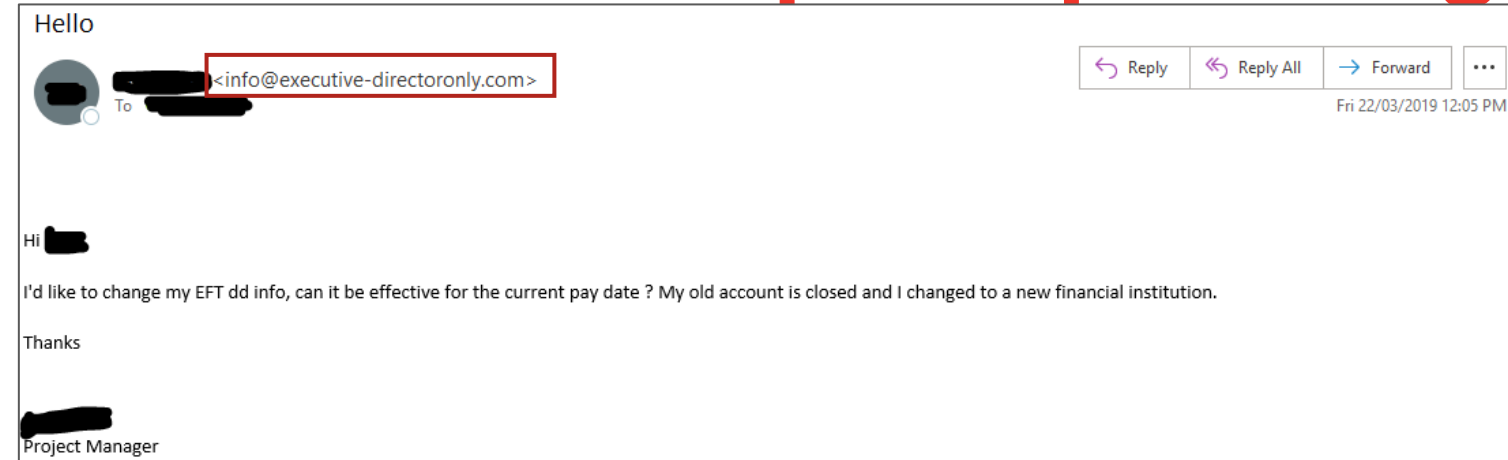 Hello
<info@executive-directoronly.com>
Reply
Reply All
Forward
...
To
Fri 22/03/2019 12:05 PM
Hi
I'd like to change my EFT dd info, can it be effective for the current pay date ? My old account is closed and I changed to a new financial institution.
Thanks
Project Manager